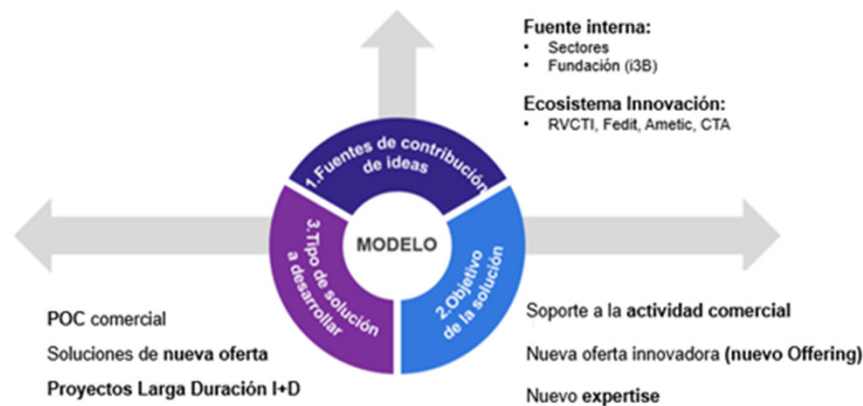 Fuente interna:
• Sectores
• Fundación (i3B)
Ecosistema Innovación:
• RVCTI, Fedit, Ametic, CTA
1.Fuentes de contribución
de ideas
MODELO
2.Objetivo
de la solución
3.Tipo de solución
a desarrollar
Soporte a la actividad comercial
Nueva oferta innovadora (nuevo Offering)
Nuevo expertise
POC comercial
Soluciones de nueva oferta
Proyectos Larga Duración I+D